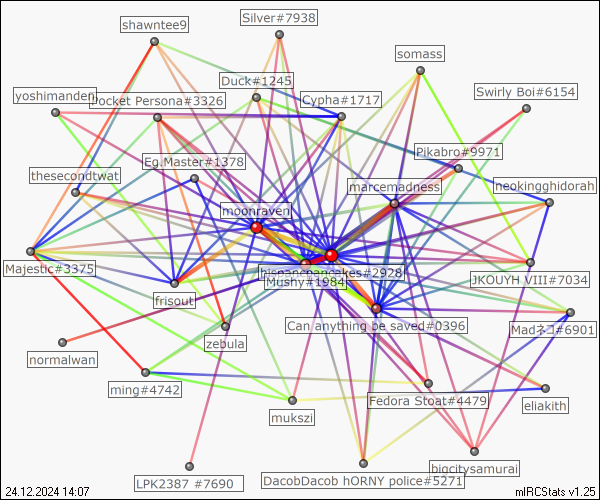 Silver#7938
shawntee9
somass
Duck#1245
Swirly Boi#6154
yoshimanden
Pocket Persona#3326
Cypha#1717
Pikabro#9971
Eg.Master#1378
thesecondtwat
marcemadness
neokingghidorah
moonraven
Majestic#3375
hispanicpancakes#2928
JKOUYH VIII#7034
Mushy#1984
frisout
Can anything be saved#0396
Madネコ#6901
zebula
normalwan
ming#4742
Fedora Stoat#4479
eliakith
mukszi
bigcitysamurai
LPK2387 #7690
DacobDacob hORNY police#5271
24.12.2024 14:07
mIRCStats v1.25